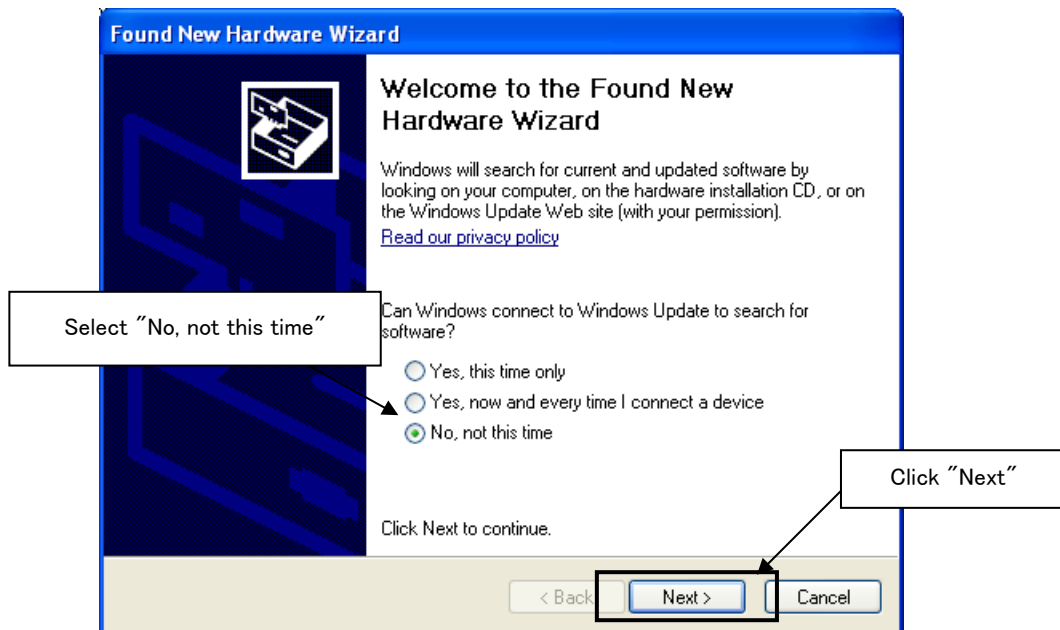 Found New Hardware Wizard
Welcome to the Found New
Hardware Wizard
Windows will search for current and updated software by
looking on your computer, on the hardware installation CD, or on
the Windows Update Web site (with your permission).
Read our privacy policy
Select "No, not this time"
Can Windows connect to Windows Update to search for
software?
Yes, this time only
Yes, now and every time I connect a device
No, not this time
Click "Next"
Click Next to continue.
< Back
Next >
Cancel